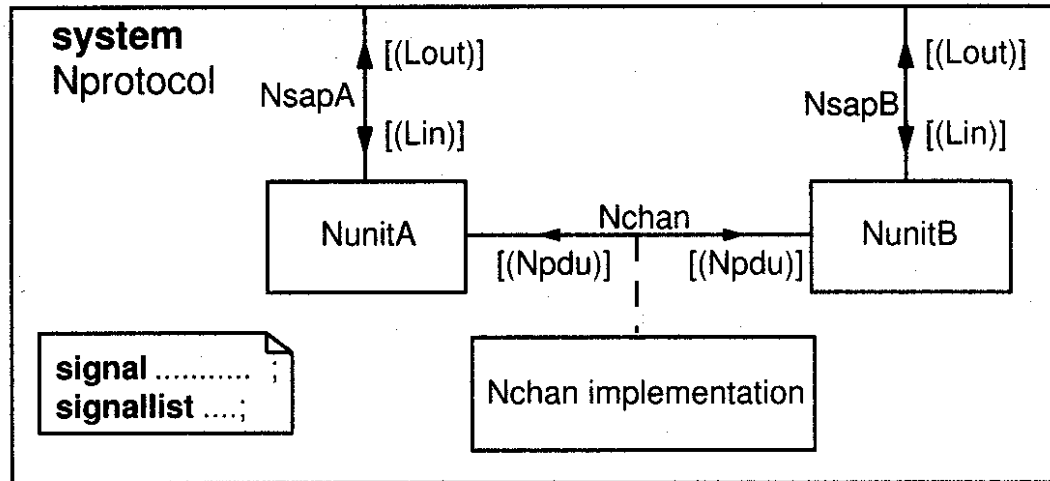 system
Nprotocol
[(Lout)]
NsapA
[(Lin)]
[(Lout)]
NsapB
[(Lin)]
NunitA
Nchan
NunitB
[(Npdu)]
[(Npdu)]
signal ........... ;
signallist ....;
Nchan implementation